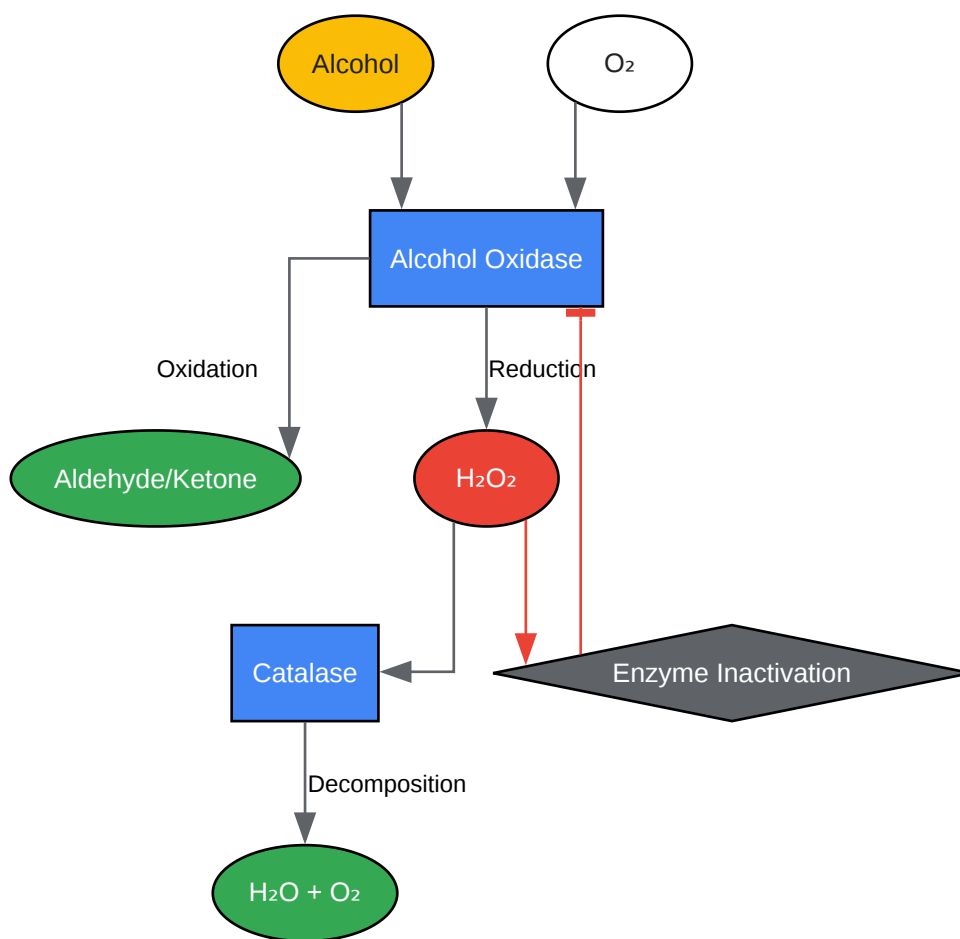 Alcohol
O₂
Alcohol Oxidase
Oxidation
Reduction
Aldehyde/Ketone
H₂O₂
Catalase
Enzyme Inactivation
Decomposition
H₂O + O₂